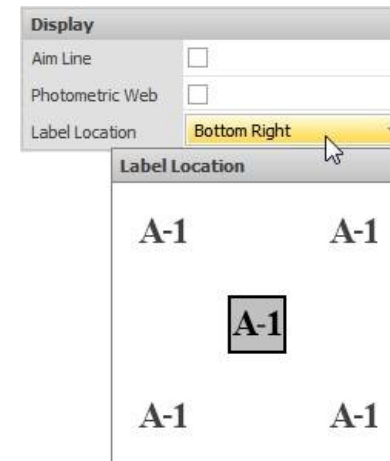 Display
Aim Line
Photometric Web
Label Location Bottom Right
Label Location
A-1 A-1
A-1
A-1 A-1